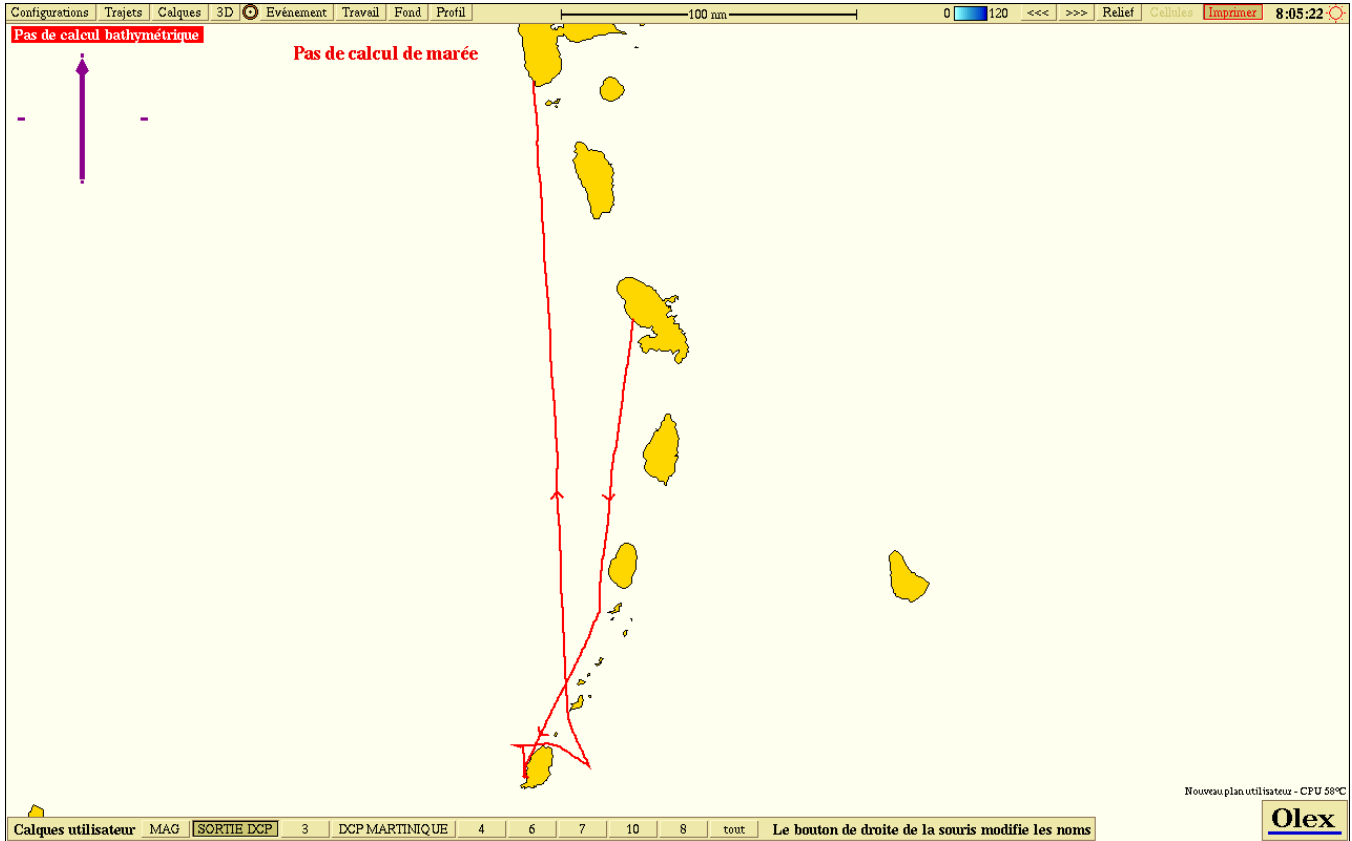 Configurations Trajets Calques 3D Evénement Travail Fond Profil 100 nm 0 120 <<< >>> Relief Cellules Imprimer 8:05:22
Pas de calcul bathymétrique
Pas de calcul de marée
Nouveau plan utilisateur - CPU 58°C
Calques utilisateur MAG SORTIE DCP 3 DCP MARTINIQUE 4 6 7 10 8 tout Le bouton de droite de la souris modifie les noms
Olex